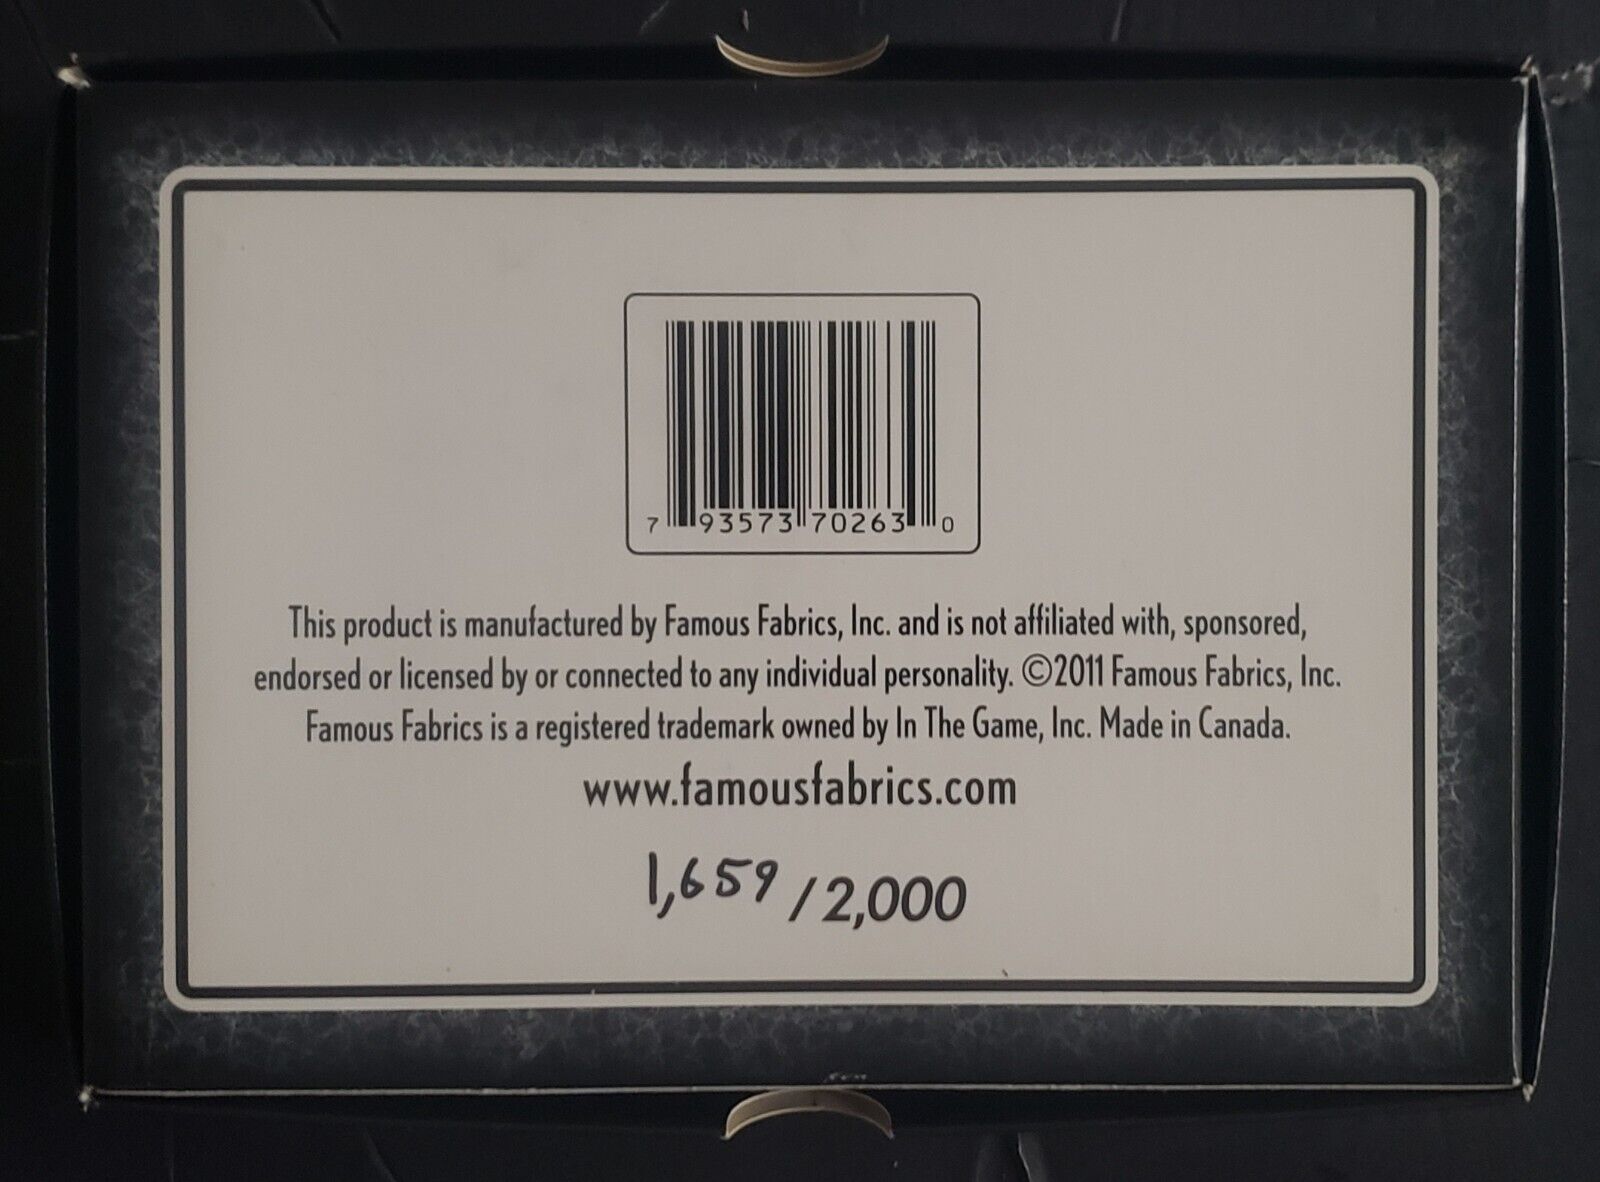 7 93573 70263 0
This product is manufactured by Famous Fabrics, Inc. and is not affiliated with, sponsored,
endorsed or licensed by or connected to any individual personality. ©2011 Famous Fabrics, Inc.
Famous Fabrics is a registered trademark owned by In The Game, Inc. Made in Canada.
www.famousfabrics.com
1,659 /2,000